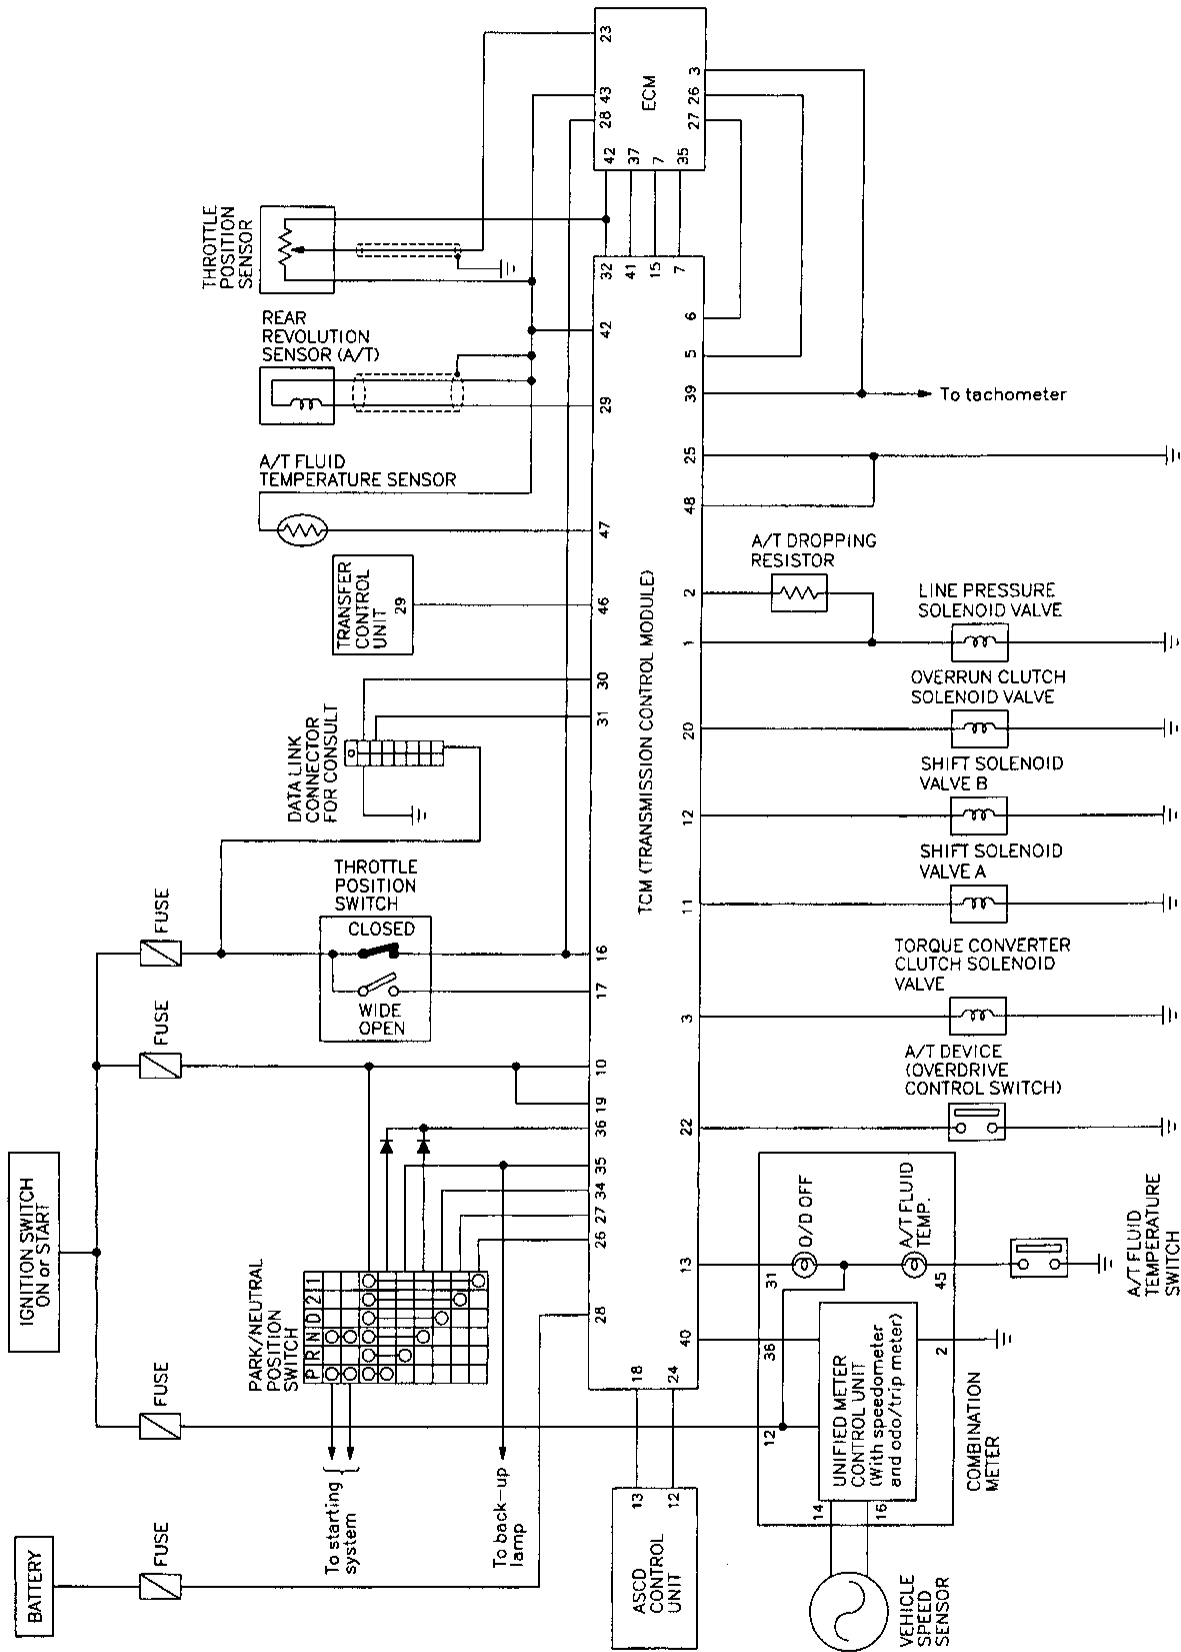 BATTERY
FUSE
IGNITION SWITCH
ON or START
FUSE
FUSE
FUSE
To starting
system
To back-up
lamp
PARK/NEUTRAL
POSITION
SWITCH
P R N D 2 1
THROTTLE
POSITION
SWITCH
CLOSED
WIDE
OPEN
DATA LINK
CONNECTOR
FOR CONSULT
TRANSFER
CONTROL
UNIT
29
A/T FLUID
TEMPERATURE SENSOR
REAR
REVOLUTION
SENSOR (A/T)
THROTTLE
POSITION
SENSOR
28
26
27
34
35
36
19
10
17
16
31
30
46
47
29
42
32
41
15
7
TCM (TRANSMISSION CONTROL MODULE)
23
43
28
42
37
7
35
ECM
3
26
27
6
5
39
To tachometer
25
48
2
A/T DROPPING
RESISTOR
1
LINE PRESSURE
SOLENOID VALVE
20
OVERRUN CLUTCH
SOLENOID VALVE
12
SHIFT SOLENOID
VALVE B
11
SHIFT SOLENOID
VALVE A
3
TORQUE CONVERTER
CLUTCH SOLENOID
VALVE
22
A/T DEVICE
(OVERDRIVE
CONTROL SWITCH)
13
40
18
24
13
12
ASCD
CONTROL
UNIT
31
O/D OFF
A/T FLUID
TEMP.
45
A/T FLUID
TEMPERATURE
SWITCH
36
2
12
UNIFIED METER
CONTROL UNIT
(With speedometer
and odo/trip meter)
COMBINATION
METER
14
16
VEHICLE
SPEED
SENSOR